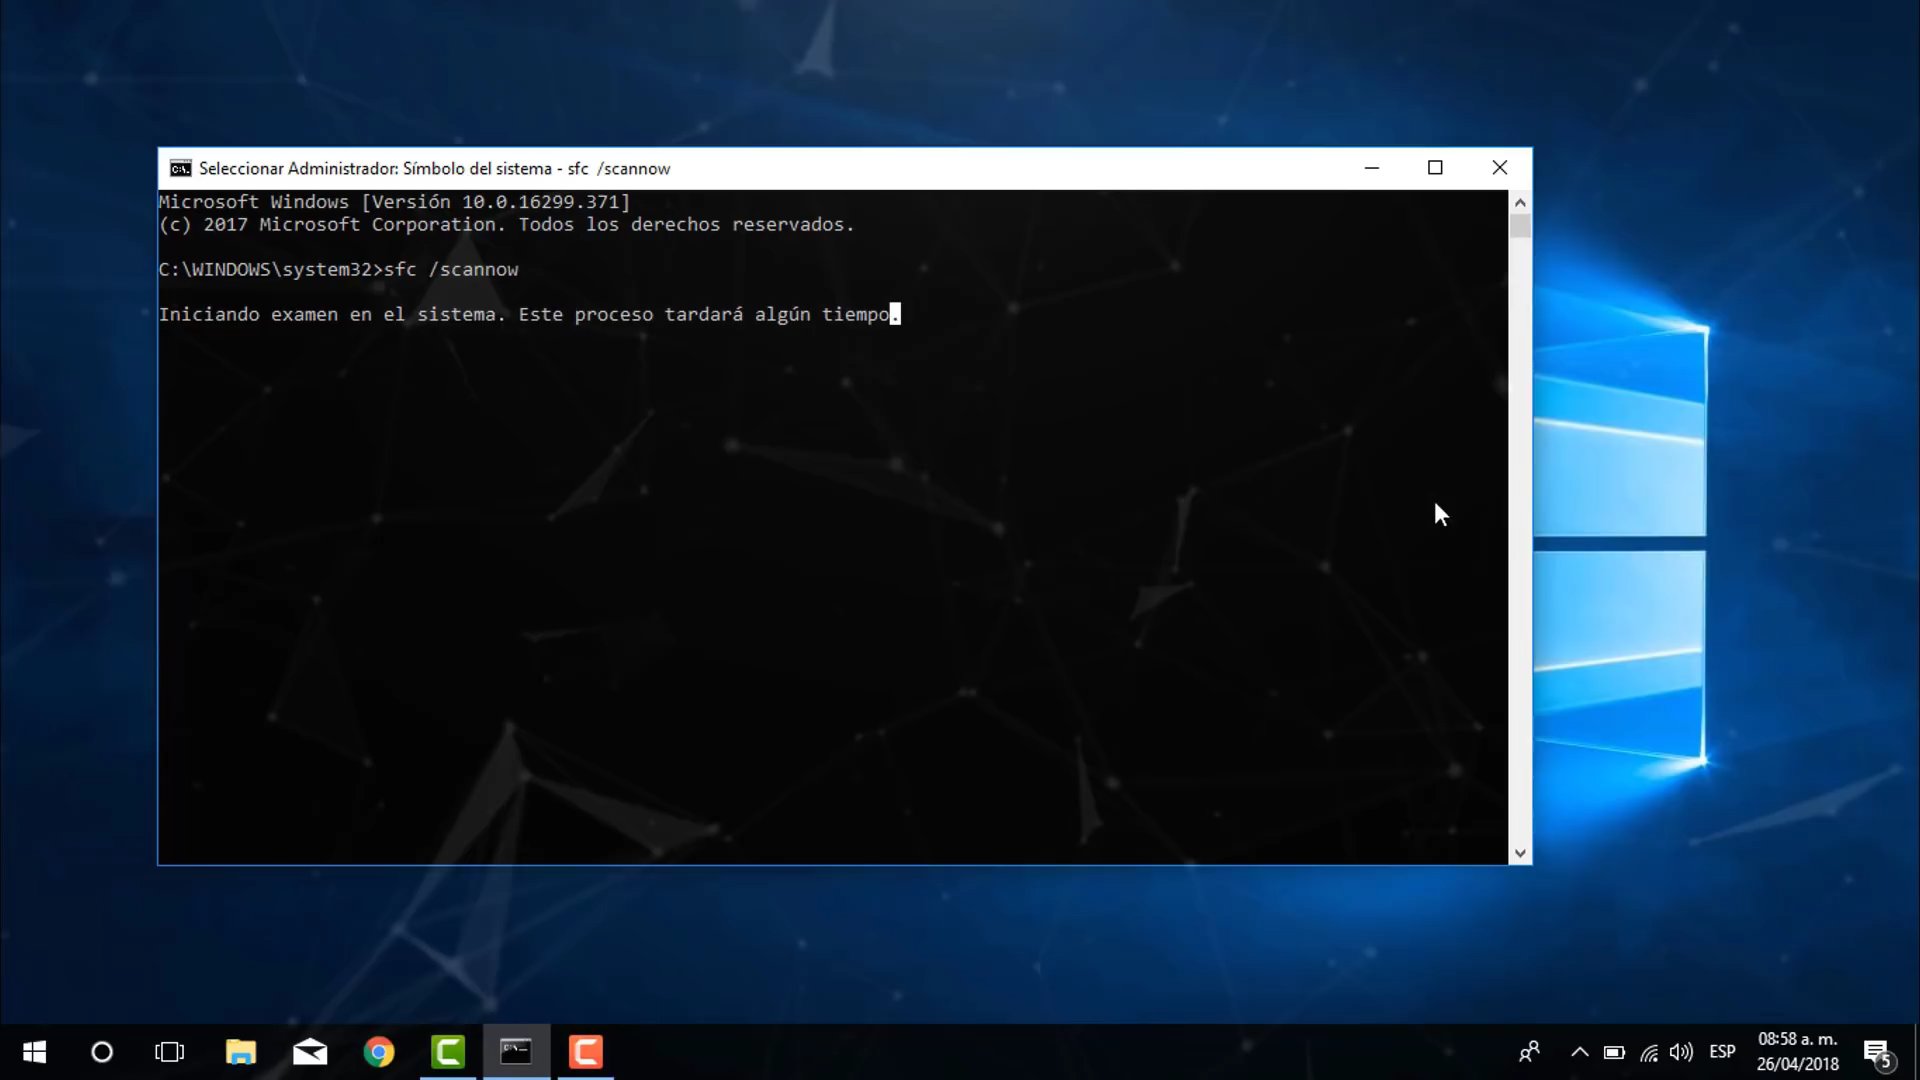 Seleccionar Administrador: Símbolo del sistema - sfc  /scannow
Microsoft Windows [Versión 10.0.16299.371]
(c) 2017 Microsoft Corporation. Todos los derechos reservados.
C:\WINDOWS\system32>sfc /scannow
Iniciando examen en el sistema. Este proceso tardará algún tiempo.
ESP
08:58 a. m.
26/04/2018
5